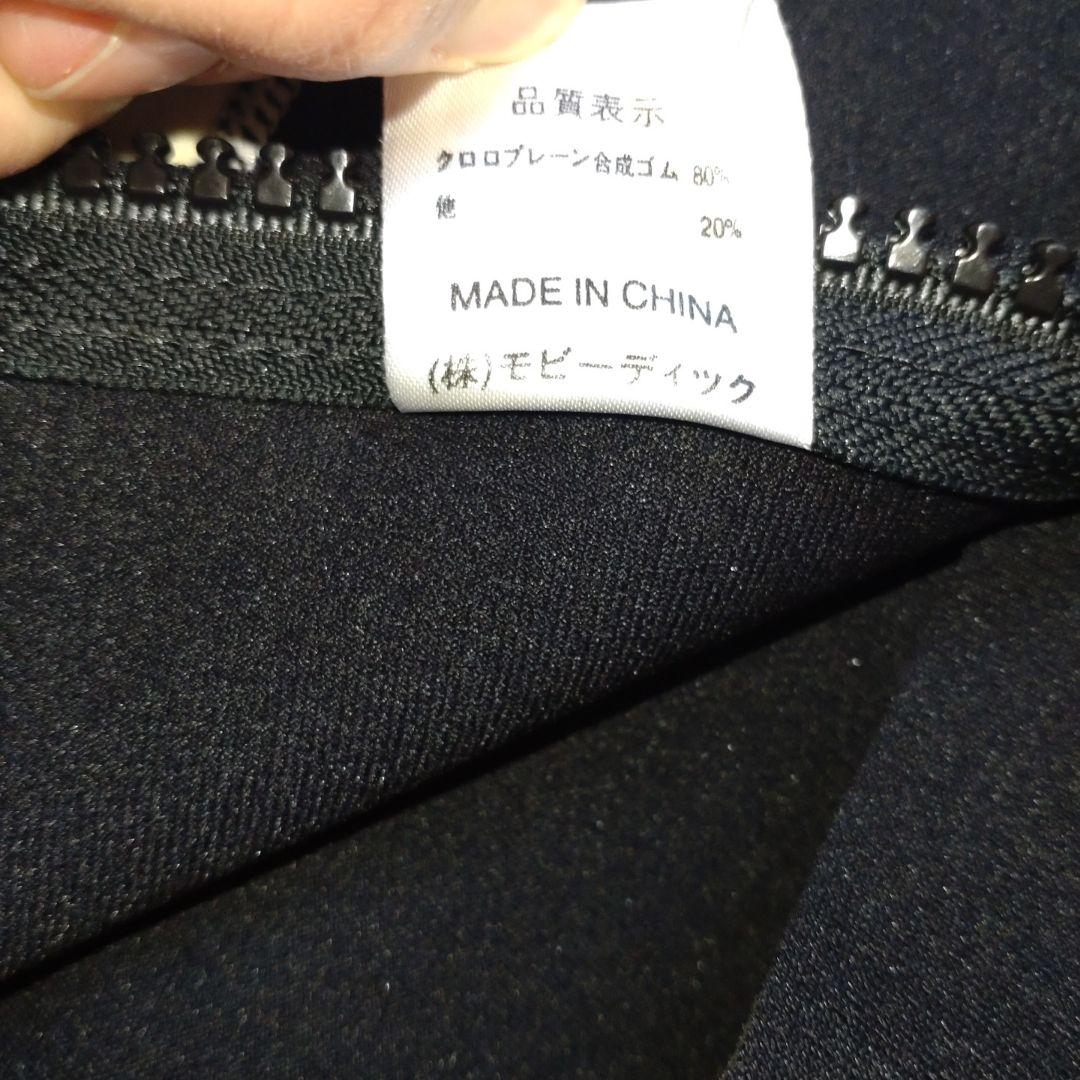 品質表示
クロロプレーン合成ゴム 80%
他 20%
MADE IN CHINA
(株)モビーディック